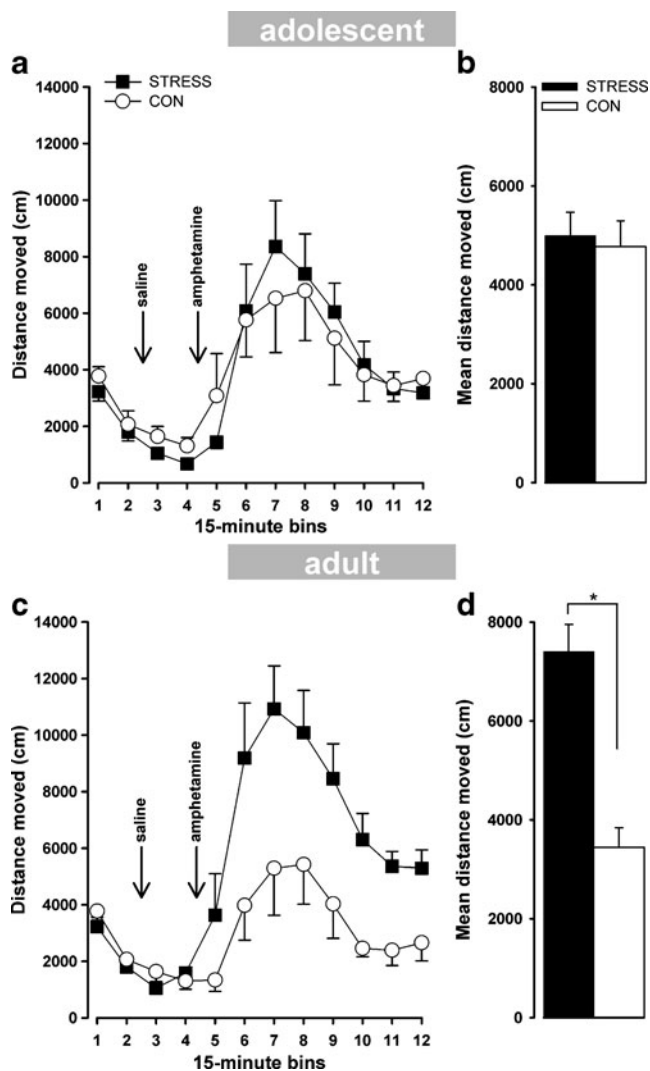 adolescent
a
STRESS
CON
Distance moved (cm)
14000
12000
10000
8000
6000
4000
2000
0
saline
amphetamine
1 2 3 4 5 6 7 8 9 10 11 12
15-minute bins
b
STRESS
CON
Mean distance moved (cm)
8000
6000
4000
2000
0
adult
c
Distance moved (cm)
14000
12000
10000
8000
6000
4000
2000
0
saline
amphetamine
1 2 3 4 5 6 7 8 9 10 11 12
15-minute bins
d
*
Mean distance moved (cm)
8000
6000
4000
2000
0